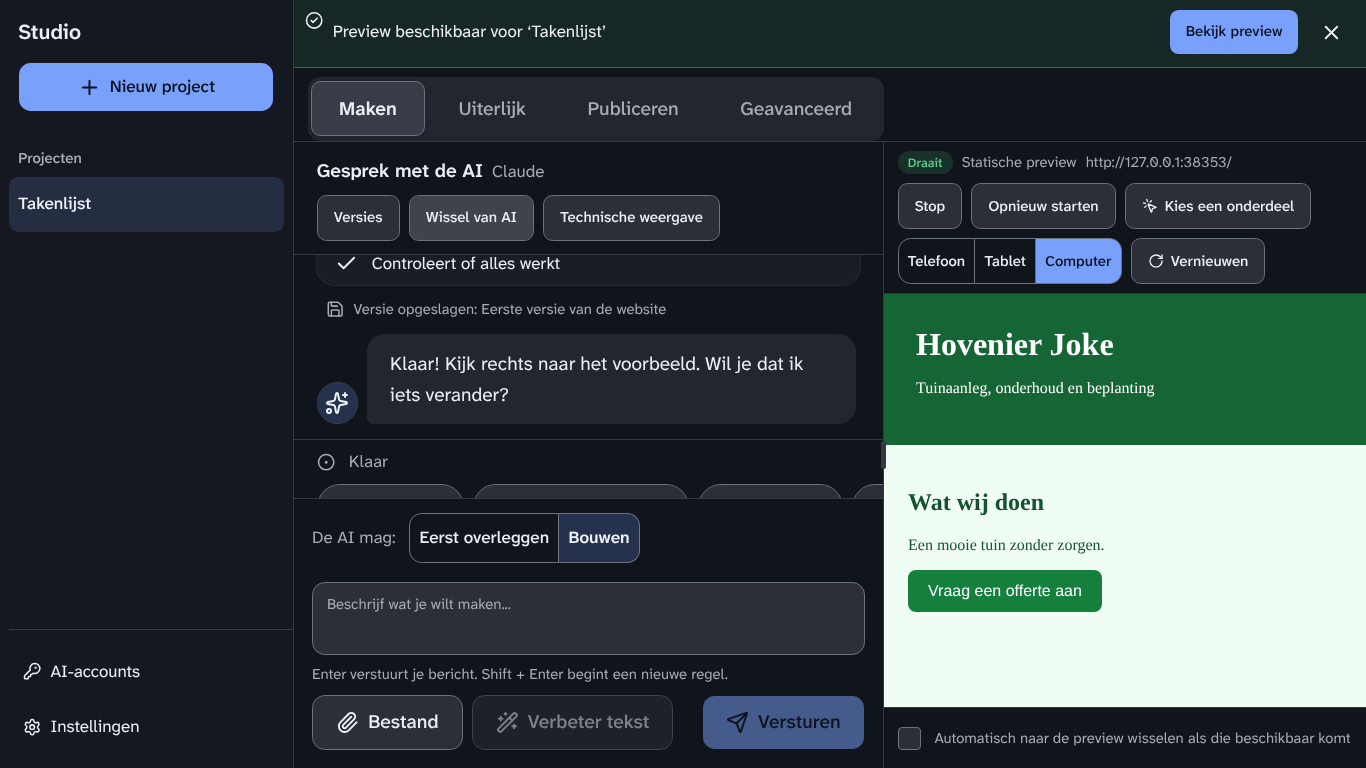 Studio
Nieuw project
Projecten
Takenlijst
AI-accounts
Instellingen
Preview beschikbaar voor ‘Takenlijst’
Bekijk preview
Maken
Uiterlijk
Publiceren
Geavanceerd
Gesprek met de AI Claude
Versies
Wissel van AI
Technische weergave
Controleert of alles werkt
Versie opgeslagen: Eerste versie van de website
Klaar! Kijk rechts naar het voorbeeld. Wil je dat ik
iets verander?
Klaar
De AI mag:
Eerst overleggen
Bouwen
Beschrijf wat je wilt maken...
Enter verstuurt je bericht. Shift + Enter begint een nieuwe regel.
Bestand
Verbeter tekst
Versturen
Draait
Statische preview
http://127.0.0.1:38353/
Stop
Opnieuw starten
Kies een onderdeel
Telefoon
Tablet
Computer
Vernieuwen
Hovenier Joke
Tuinaanleg, onderhoud en beplanting
Wat wij doen
Een mooie tuin zonder zorgen.
Vraag een offerte aan
Automatisch naar de preview wisselen als die beschikbaar komt